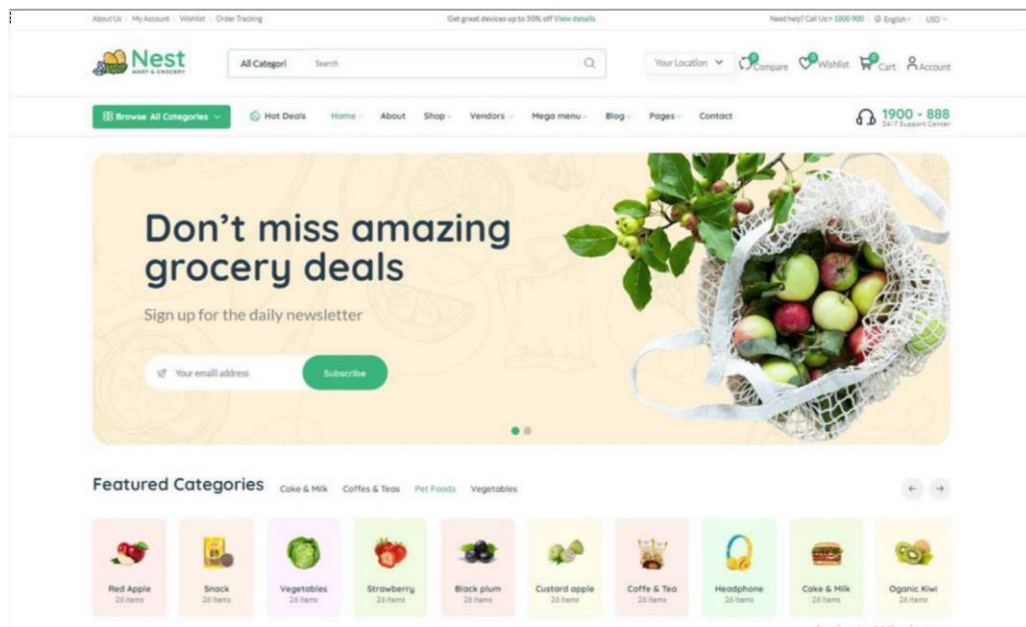 About Us My Account Wishlist Order Tracking
Get great devices up to 50% off View details
Need help? Call Us: + 1800 900 English USD
Nest
MART & GROCERY
All Categori Search
Your Location
0 Compare 0 Wishlist 0 Cart Account
Browse All Categories Hot Deals Home About Shop Vendors Mega menu Blog Pages Contact
1900 - 888
24/7 Support Center
Don't miss amazing
grocery deals
Sign up for the daily newsletter
Your emaill address Subscribe
Featured Categories Cake & Milk Coffes & Teas Pet Foods Vegetables
Red Apple Snack Vegetables Strawberry Black plum Custard apple Coffe & Tea Headphone Cake & Milk Oganic Kiwi
26 items 26 items 26 items 26 items 26 items 26 items 26 items 26 items 26 items 26 items